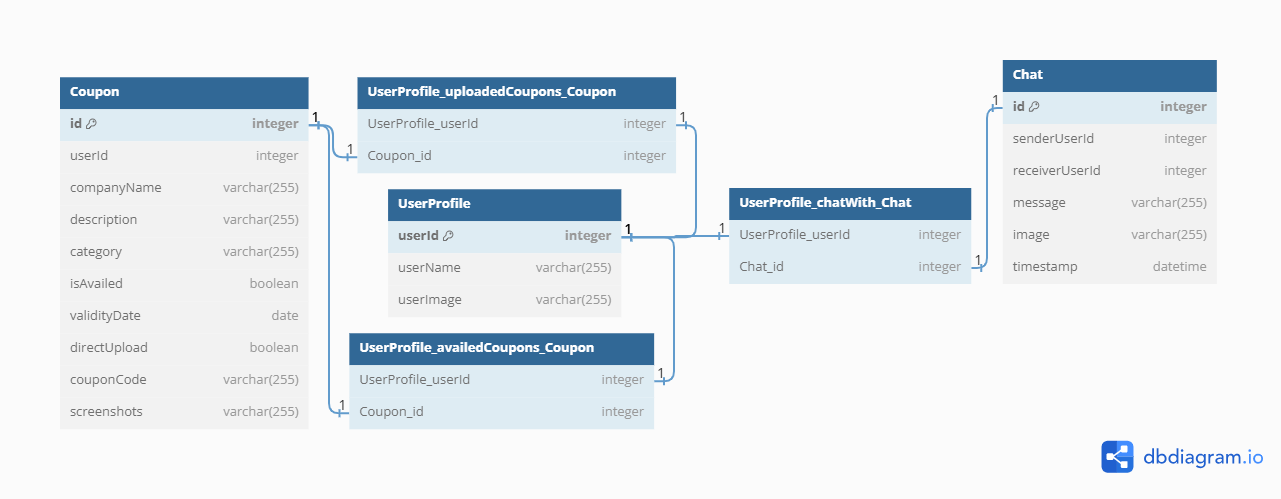 Coupon
id integer
userId integer
companyName varchar(255)
description varchar(255)
category varchar(255)
isAvailed boolean
validityDate date
directUpload boolean
couponCode varchar(255)
screenshots varchar(255)
1
1
UserProfile_uploadedCoupons_Coupon
UserProfile_userId integer
Coupon_id integer
1
UserProfile
userId integer
userName varchar(255)
userImage varchar(255)
1
1
UserProfile_availedCoupons_Coupon
UserProfile_userId integer
Coupon_id integer
1
1
UserProfile_chatWith_Chat
UserProfile_userId integer
Chat_id integer
1
1
1
Chat
id integer
senderUserId integer
receiverUserId integer
message varchar(255)
image varchar(255)
timestamp datetime
dbdiagram.io